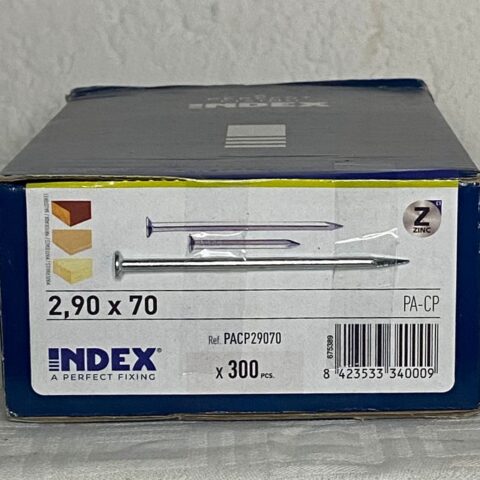 INDEX
Z
ZINC
2,90 x 70
PA-CP
Ref. PACP29070
INDEX®
A PERFECT FIXING
x 300 PCS.
675389
8 423533 340009